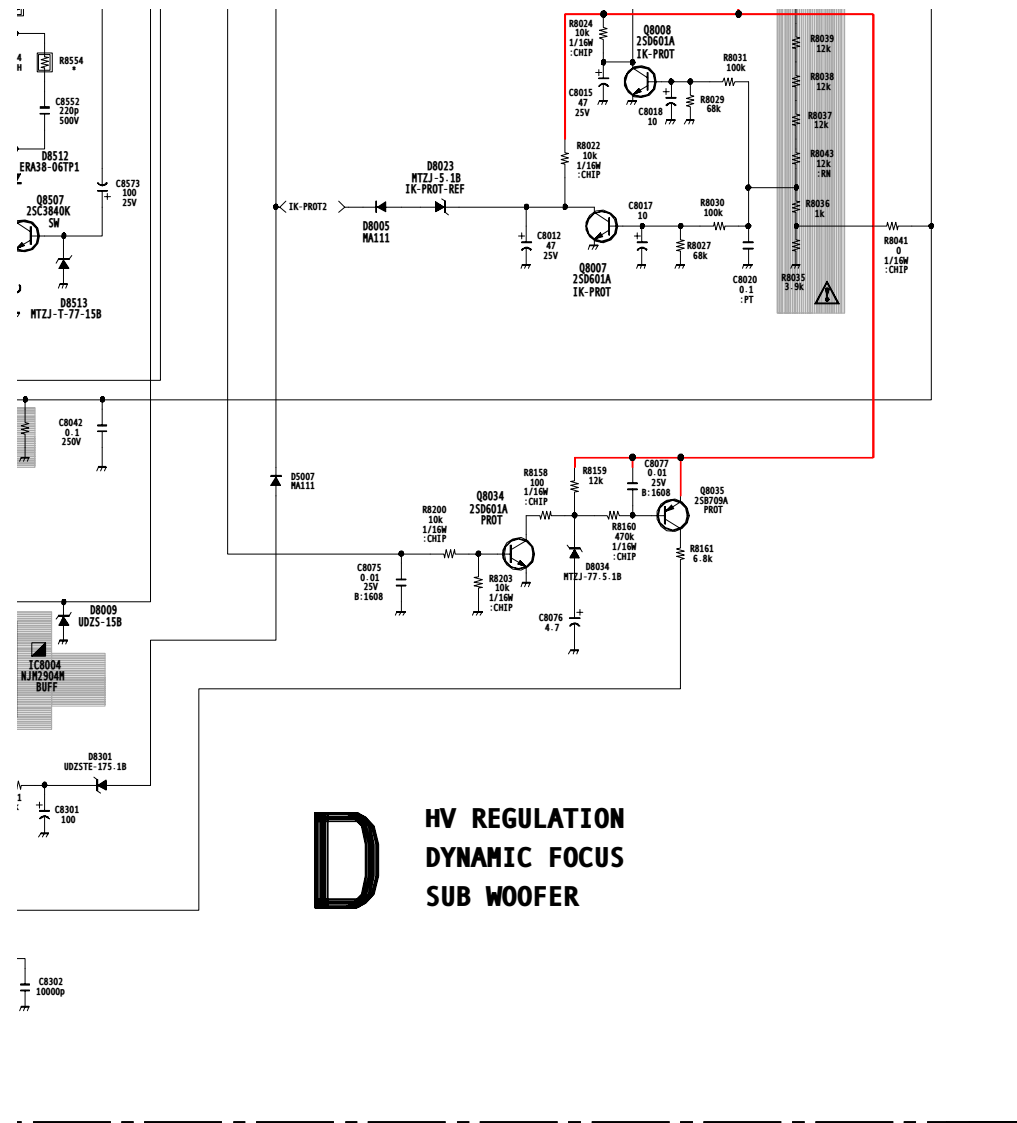 R8024
10k
1/16W
:CHIP
Q8008
2SD601A
IK-PROT
R8031
100k
R8039
12k
4
H
R8554
*
C8015
47
25V
C8018
10
R8029
68k
R8038
12k
C8552
220p
500V
R8037
12k
D8512
ERA38-06TP1
D8023
MTZJ-5.1B
IK-PROT-REF
R8022
10k
1/16W
:CHIP
R8043
12k
:RN
C8573
100
25V
Q8507
2SC3840K
SW
IK-PROT2
D8005
MA111
C8012
47
25V
C8017
10
R8030
100k
R8036
1k
Q8007
2SD601A
IK-PROT
R8027
68k
C8020
0.1
:PT
R8035
3.9k
R8041
0
1/16W
:CHIP
D8513
MTZJ-T-77-15B
C8042
0.1
250V
D5007
MA111
R8158
100
1/16W
:CHIP
R8159
12k
C8077
0.01
25V
B:1608
Q8035
2SB709A
PROT
Q8034
2SD601A
PROT
R8200
10k
1/16W
:CHIP
R8160
470k
1/16W
:CHIP
R8161
6.8k
C8075
0.01
25V
B:1608
R8203
10k
1/16W
:CHIP
D8034
MTZJ-77.5.1B
C8076
4.7
D8009
UDZS-15B
IC8004
NJM2904M
BUFF
D8301
UDZSTE-175.1B
C8301
100
D
HV REGULATION
DYNAMIC FOCUS
SUB WOOFER
C8302
10000p